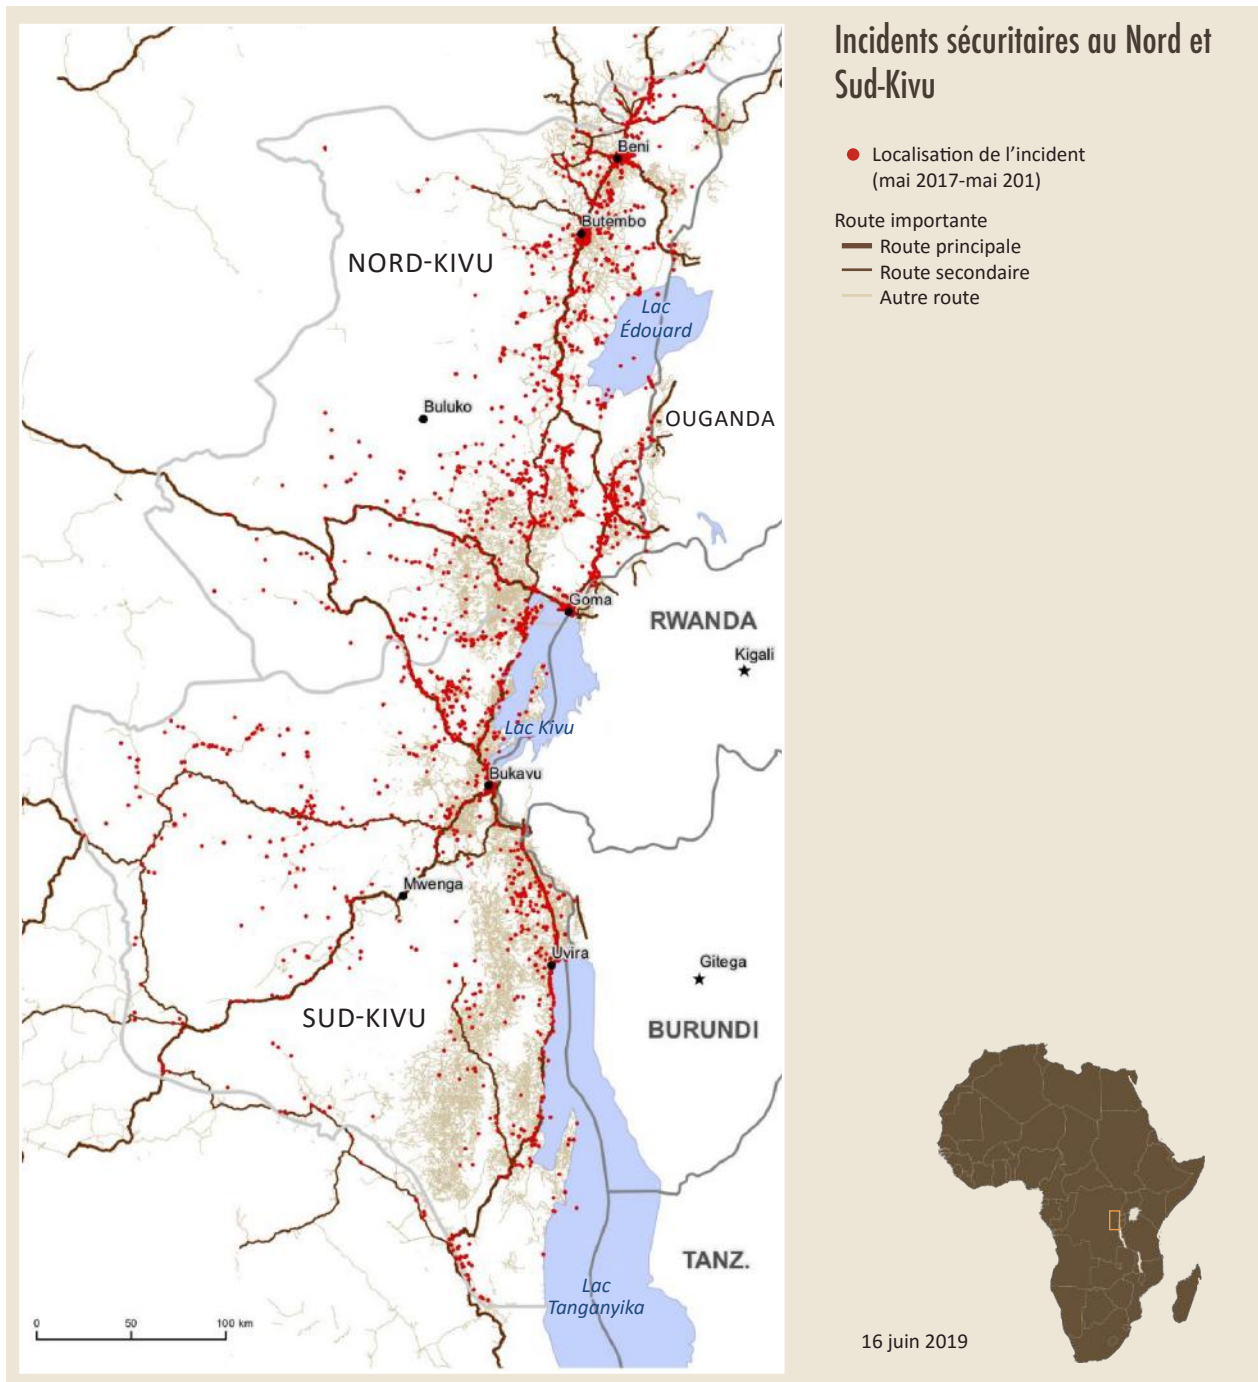 Incidents sécuritaires au Nord et
Sud-Kivu
Localisation de l'incident
(mai 2017-mai 201)
Route importante
Route principale
Route secondaire
Autre route
Beni
Butembo
NORD-KIVU
Lac
Édouard
Buluko
OUGANDA
Goma
RWANDA
Kigali
Lac Kivu
Bukavu
Mwenga
Uvira
Gitega
SUD-KIVU
BURUNDI
TANZ.
Lac
Tanganyika
0 50 100 km
16 juin 2019